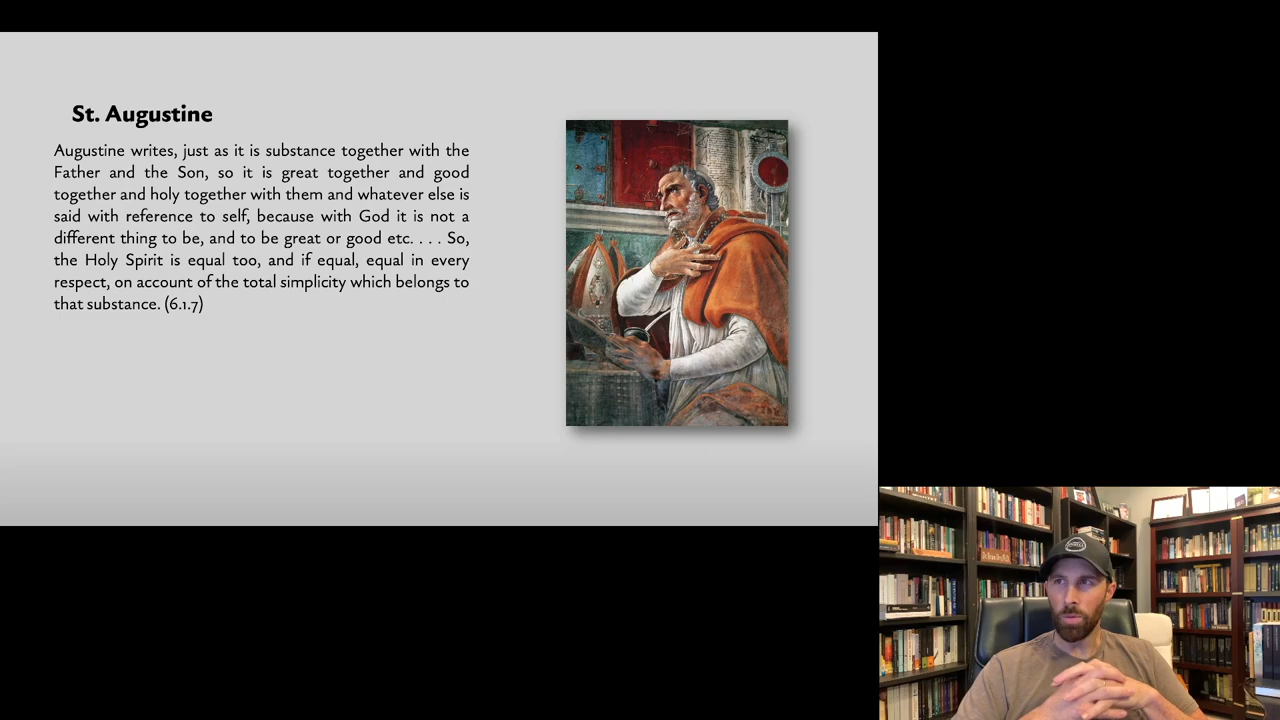 St. Augustine
Augustine writes, just as it is substance together with the
Father and the Son, so it is great together and good
together and holy together with them and whatever else is
said with reference to self, because with God it is not a
different thing to be, and to be great or good etc. . . . So,
the Holy Spirit is equal too, and if equal, equal in every
respect, on account of the total simplicity which belongs to
that substance. (6.1.7)